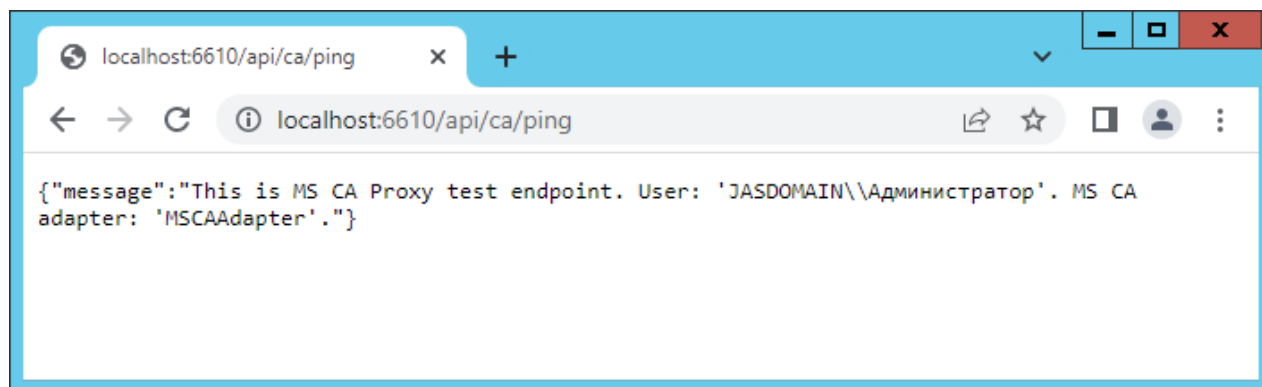 localhost:6610/api/ca/ping
localhost:6610/api/ca/ping
{"message":"This is MS CA Proxy test endpoint. User: 'JASDOMAIN\\Администратор'. MS CA
adapter: 'MSCAAdapter'."}